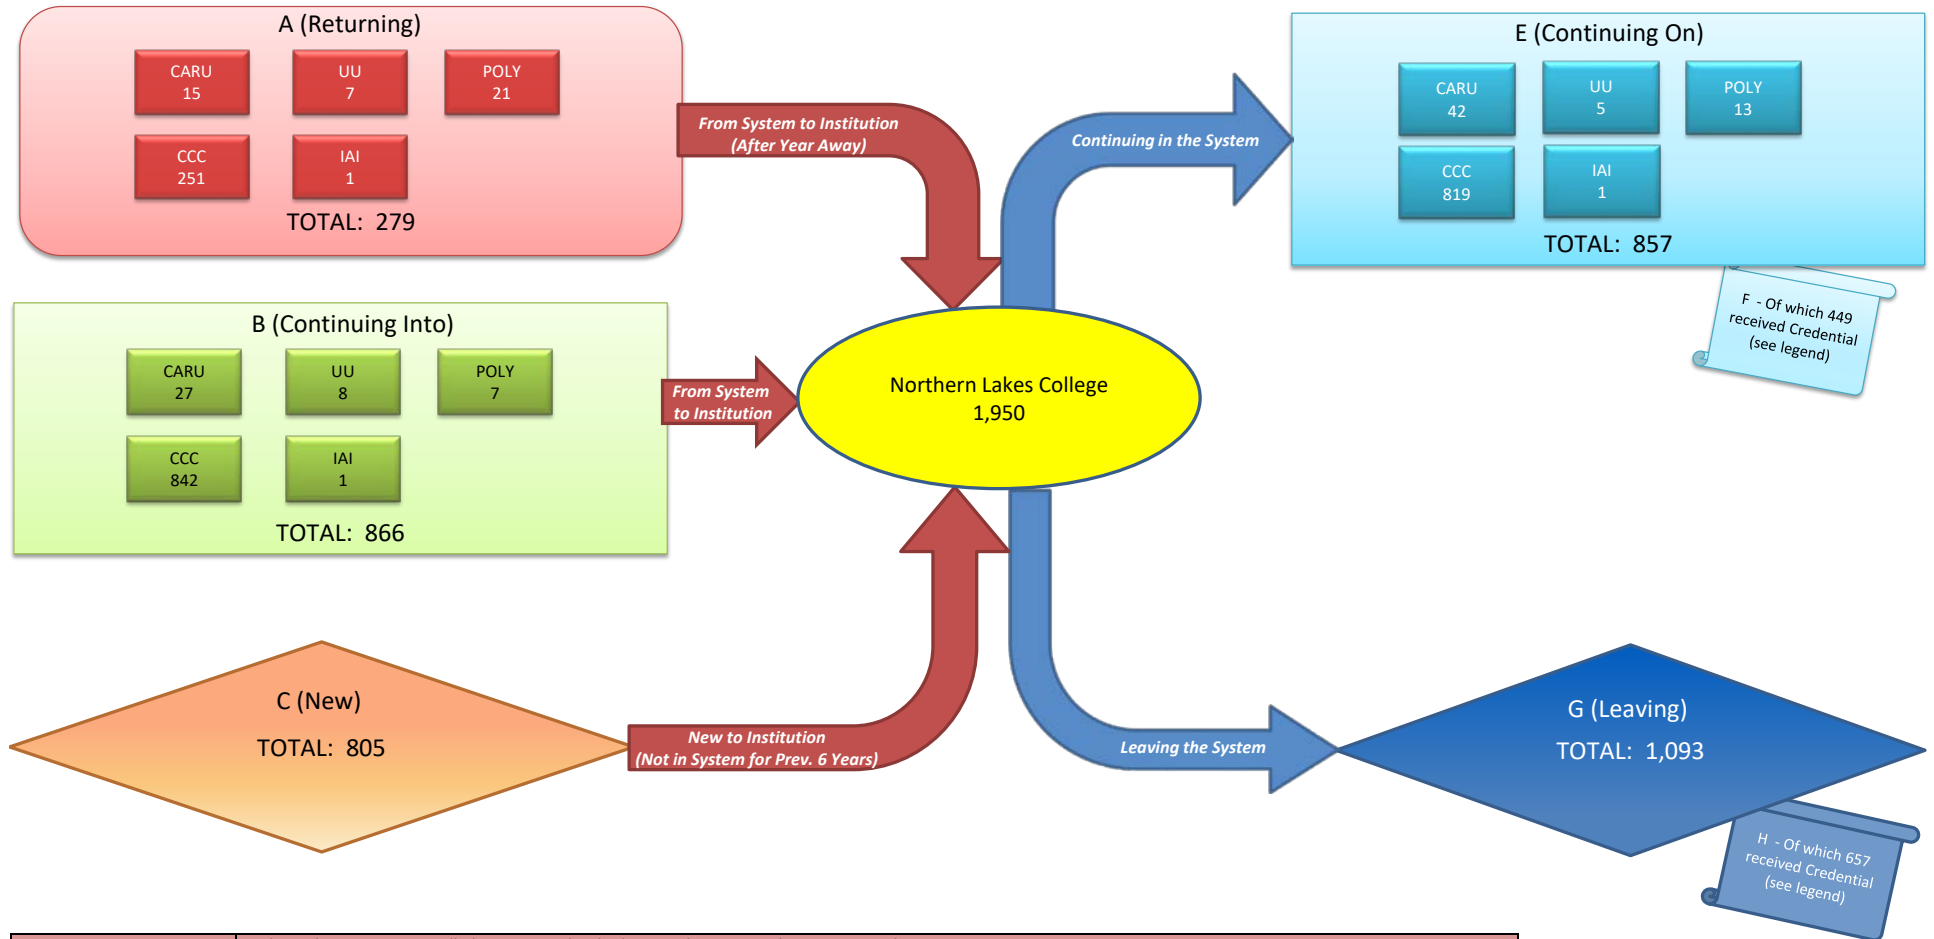 A (Returning)
CARU
15
UU
7
POLY
21
CCC
251
IAI
1
TOTAL:  279
From System to Institution
(After Year Away)
B (Continuing Into)
CARU
27
UU
8
POLY
7
CCC
842
IAI
1
TOTAL:  866
From System
to Institution
C (New)
TOTAL:  805
New to Institution
(Not in System for Prev. 6 Years)
Northern Lakes College
1,950
Continuing in the System
E (Continuing On)
CARU
42
UU
5
POLY
13
CCC
819
IAI
1
TOTAL:  857
F  - Of which 449
received Credential
(see legend)
Leaving the System
G (Leaving)
TOTAL:  1,093
H  - Of which 657
received Credential
(see legend)